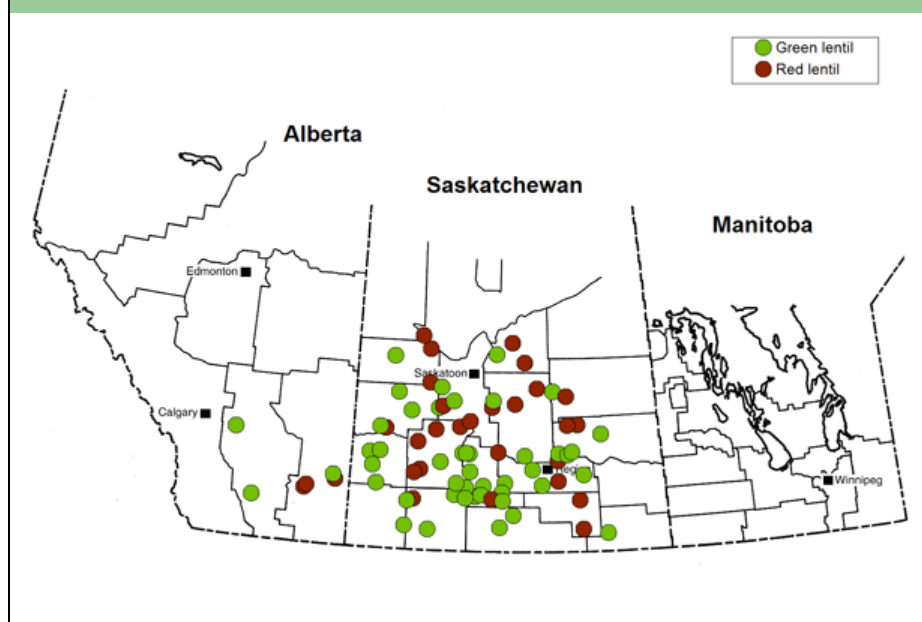 Green lentil
Red lentil
Alberta
Saskatchewan
Manitoba
Edmonton
Saskatoon
Calgary
Winnipeg